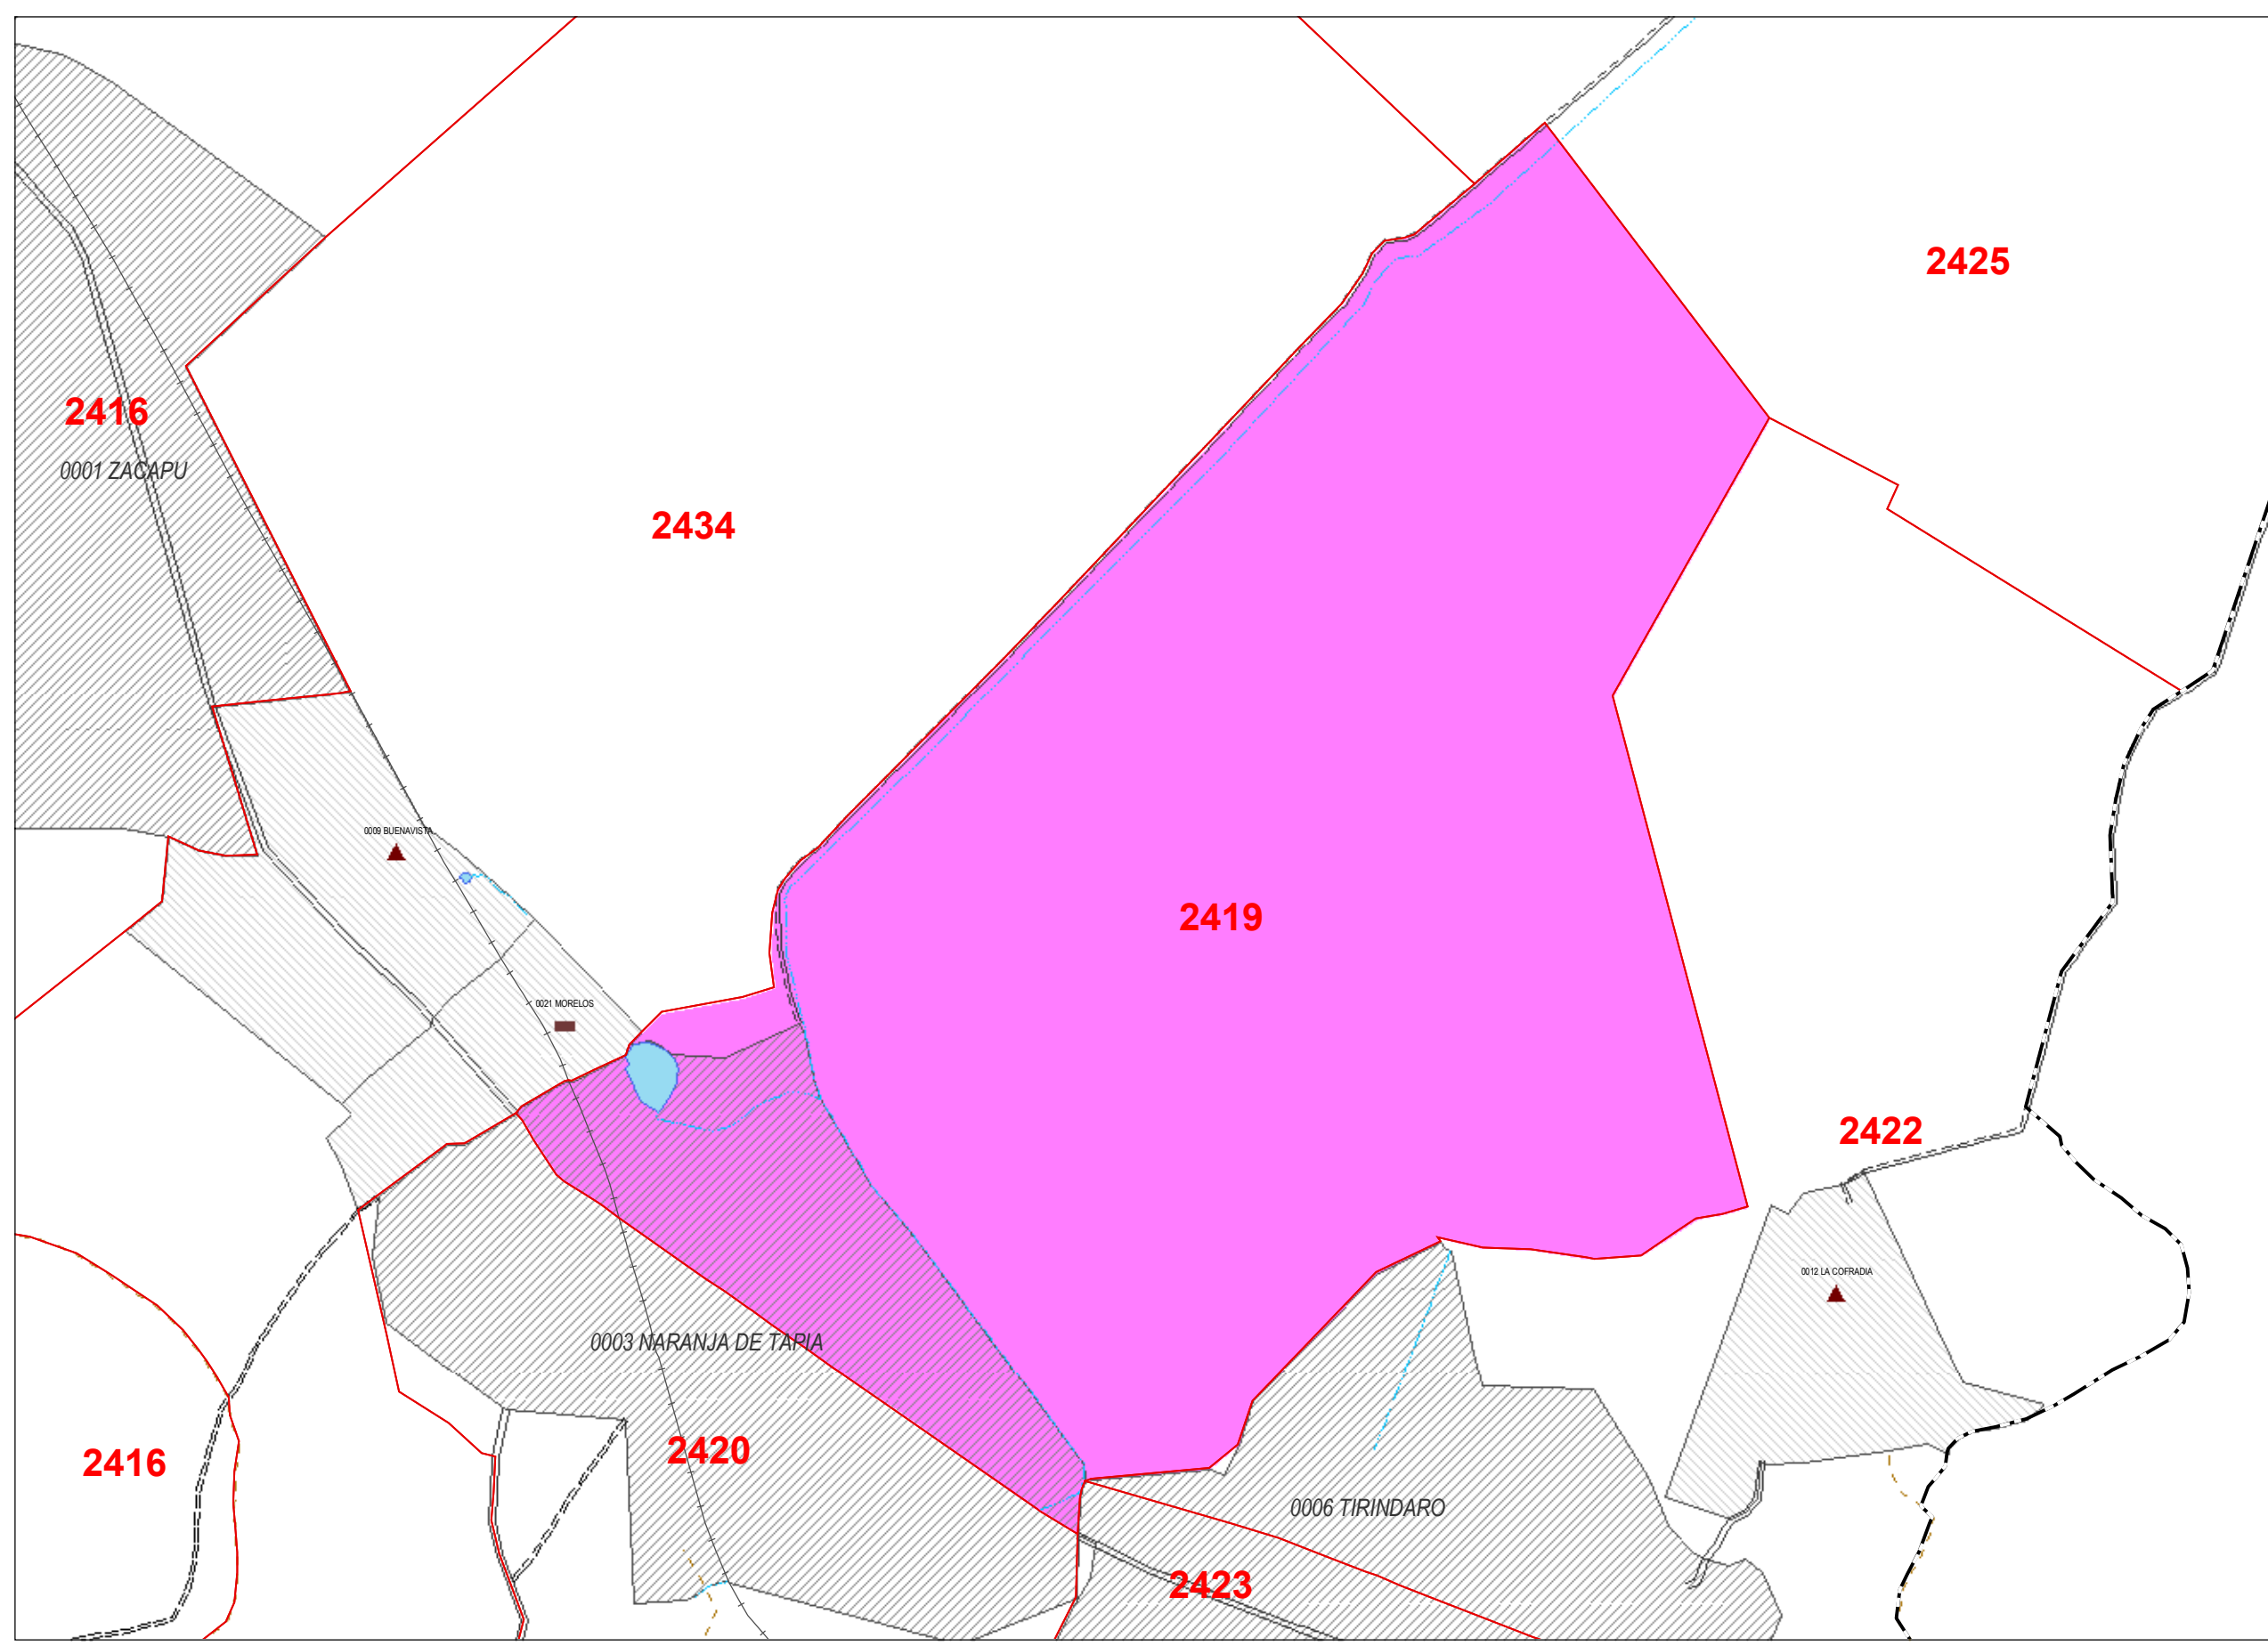 2425
2416
0001 ZACAPU
2434
0009 BUENAVISTA
2419
0021 MORELOS
2422
0012 LA COFRADIA
0003 NARANJA DE TAPIA
2420
2416
0006 TIRINDARO
2423